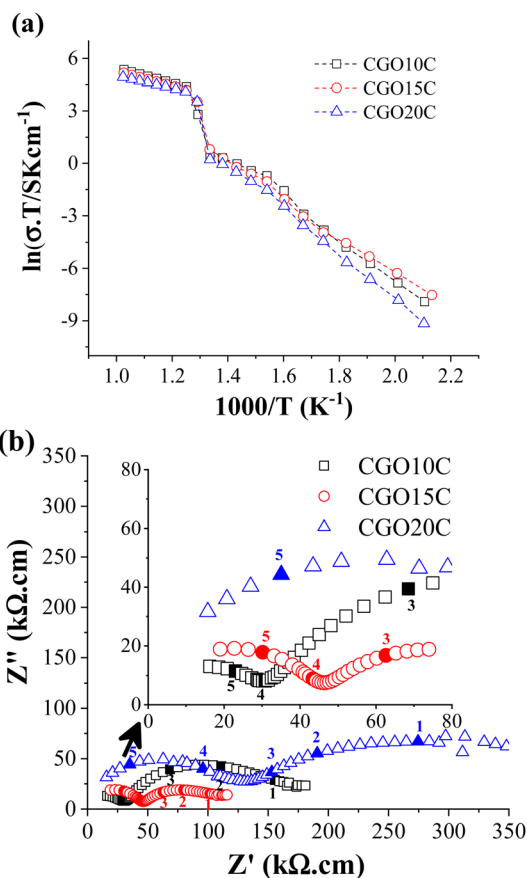 (a)
6
3
0
-3
-6
-9
ln(σ.T/SKcm⁻¹)
CGO10C
CGO15C
CGO20C
1.0 1.2 1.4 1.6 1.8 2.0 2.2
1000/T (K⁻¹)
(b)
350
300
250
200
150
100
50
0
Z'' (kΩ.cm)
80
60
40
20
0
CGO10C
CGO15C
CGO20C
5
3
5
3
4
5
4
0 20 40 60 80
5 4 3 2 1
3 2 1
3 2 1
0 50 100 150 200 250 300 350
Z' (kΩ.cm)